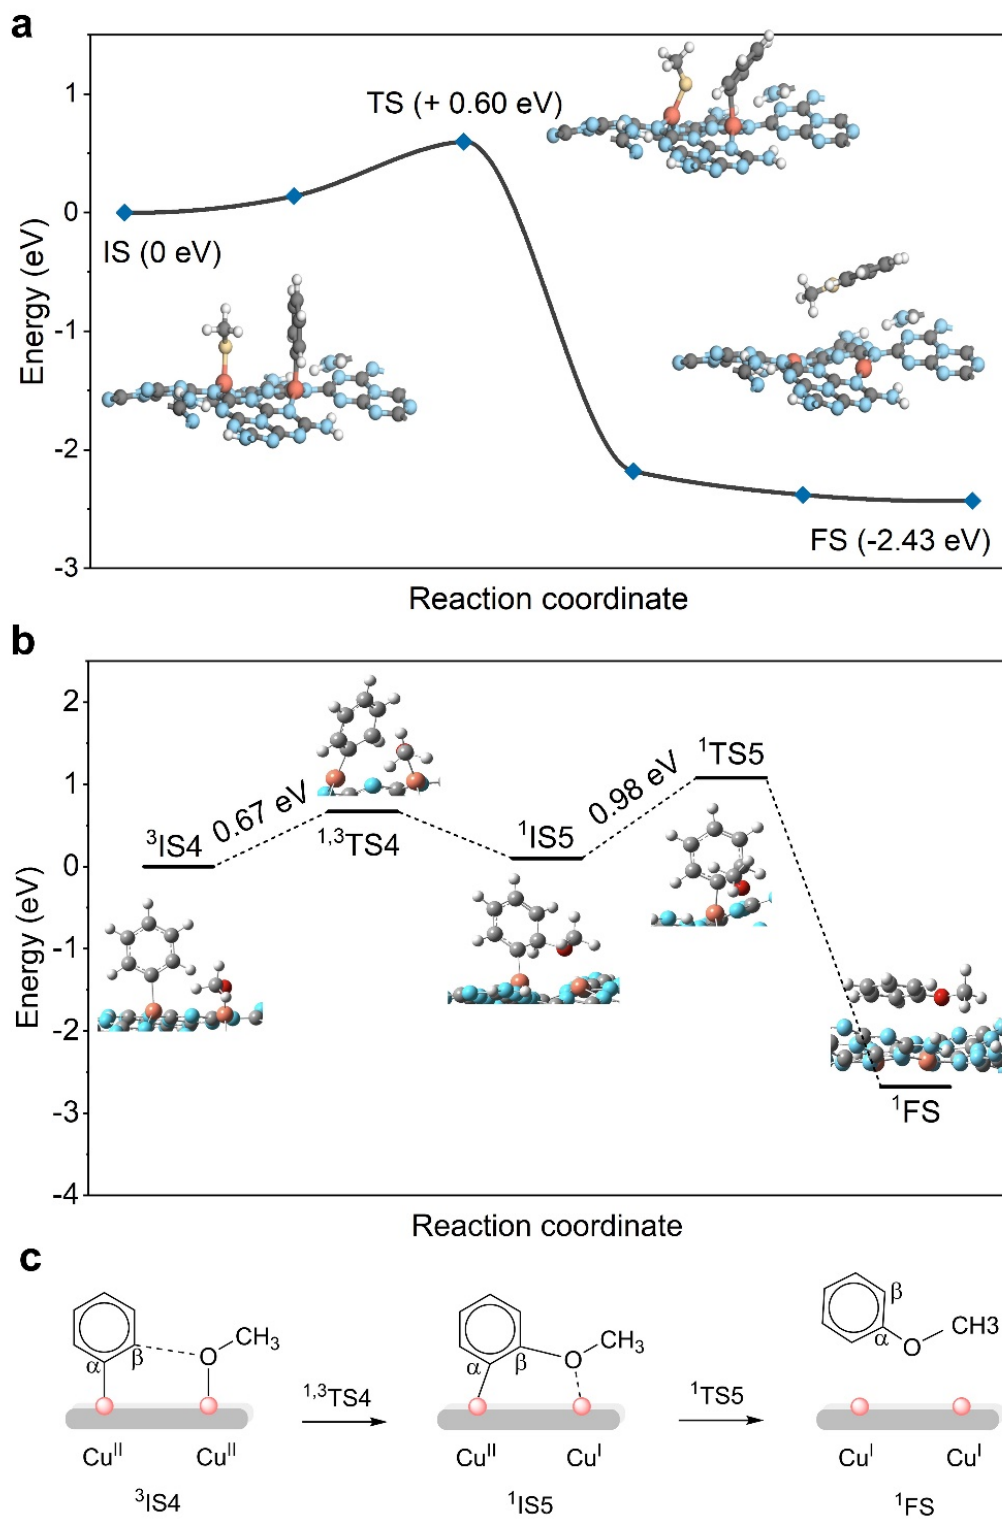 a
1
TS (+ 0.60 eV)
0
IS (0 eV)
Energy (eV)
-1
-2
FS (-2.43 eV)
-3
Reaction coordinate
b
2
1
0
-1
-2
-3
-4
Energy (eV)
³IS4
0.67 eV
¹,³TS4
¹IS5
0.98 eV
¹TS5
¹FS
Reaction coordinate
c
α
β
O
CH₃
Cuᴵᴵ
Cuᴵᴵ
³IS4
¹,³TS4
α
β
O
CH₃
Cuᴵᴵ
Cuᴵ
¹IS5
¹TS5
β
α
O
CH3
Cuᴵ
Cuᴵ
¹FS